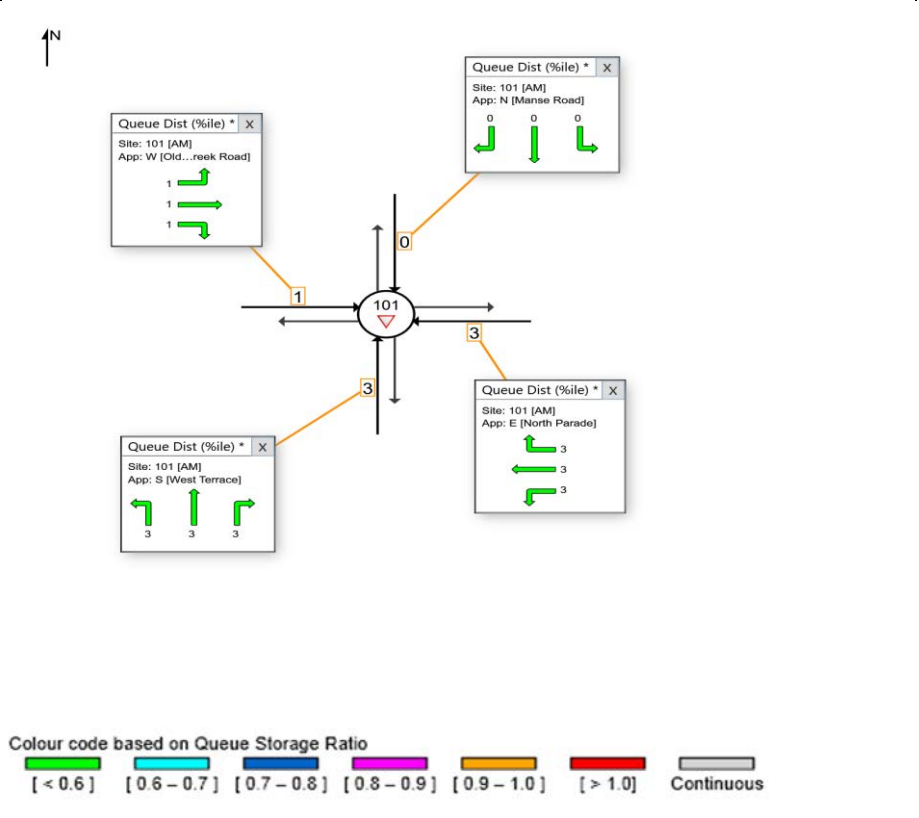 N
Queue Dist (%ile) * X
Site: 101 [AM]
App: N [Manse Road]
0 0 0
Queue Dist (%ile) * X
Site: 101 [AM]
App: W [Old...reek Road]
1
1
1
0
1
101
3
3
Queue Dist (%ile) * X
Site: 101 [AM]
App: E [North Parade]
3
3
3
Queue Dist (%ile) * X
Site: 101 [AM]
App: S [West Terrace]
3 3 3
Colour code based on Queue Storage Ratio
[ < 0.6 ] [ 0.6 – 0.7 ] [ 0.7 – 0.8 ] [ 0.8 – 0.9 ] [ 0.9 – 1.0 ] [ > 1.0] Continuous